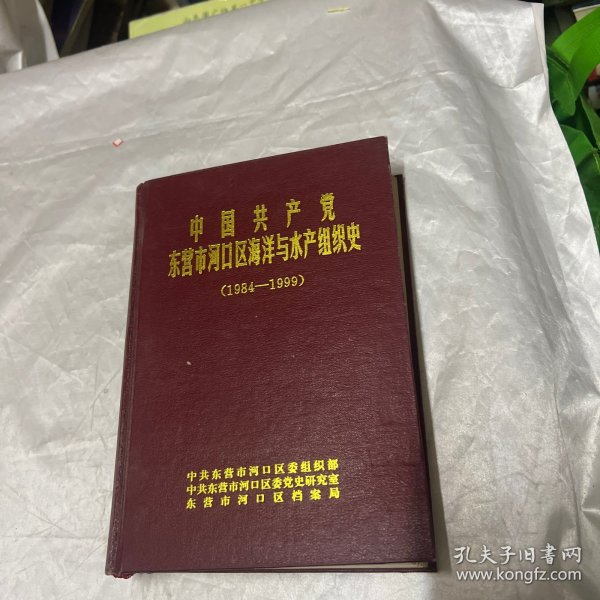 中国共产党
东营市河口区海洋与水产组织史
(1984—1999)
中共东营市河口区委组织部
中共东营市河口区委党史研究室
东营市河口区档案局
孔夫子旧书网
www.kongfz.com